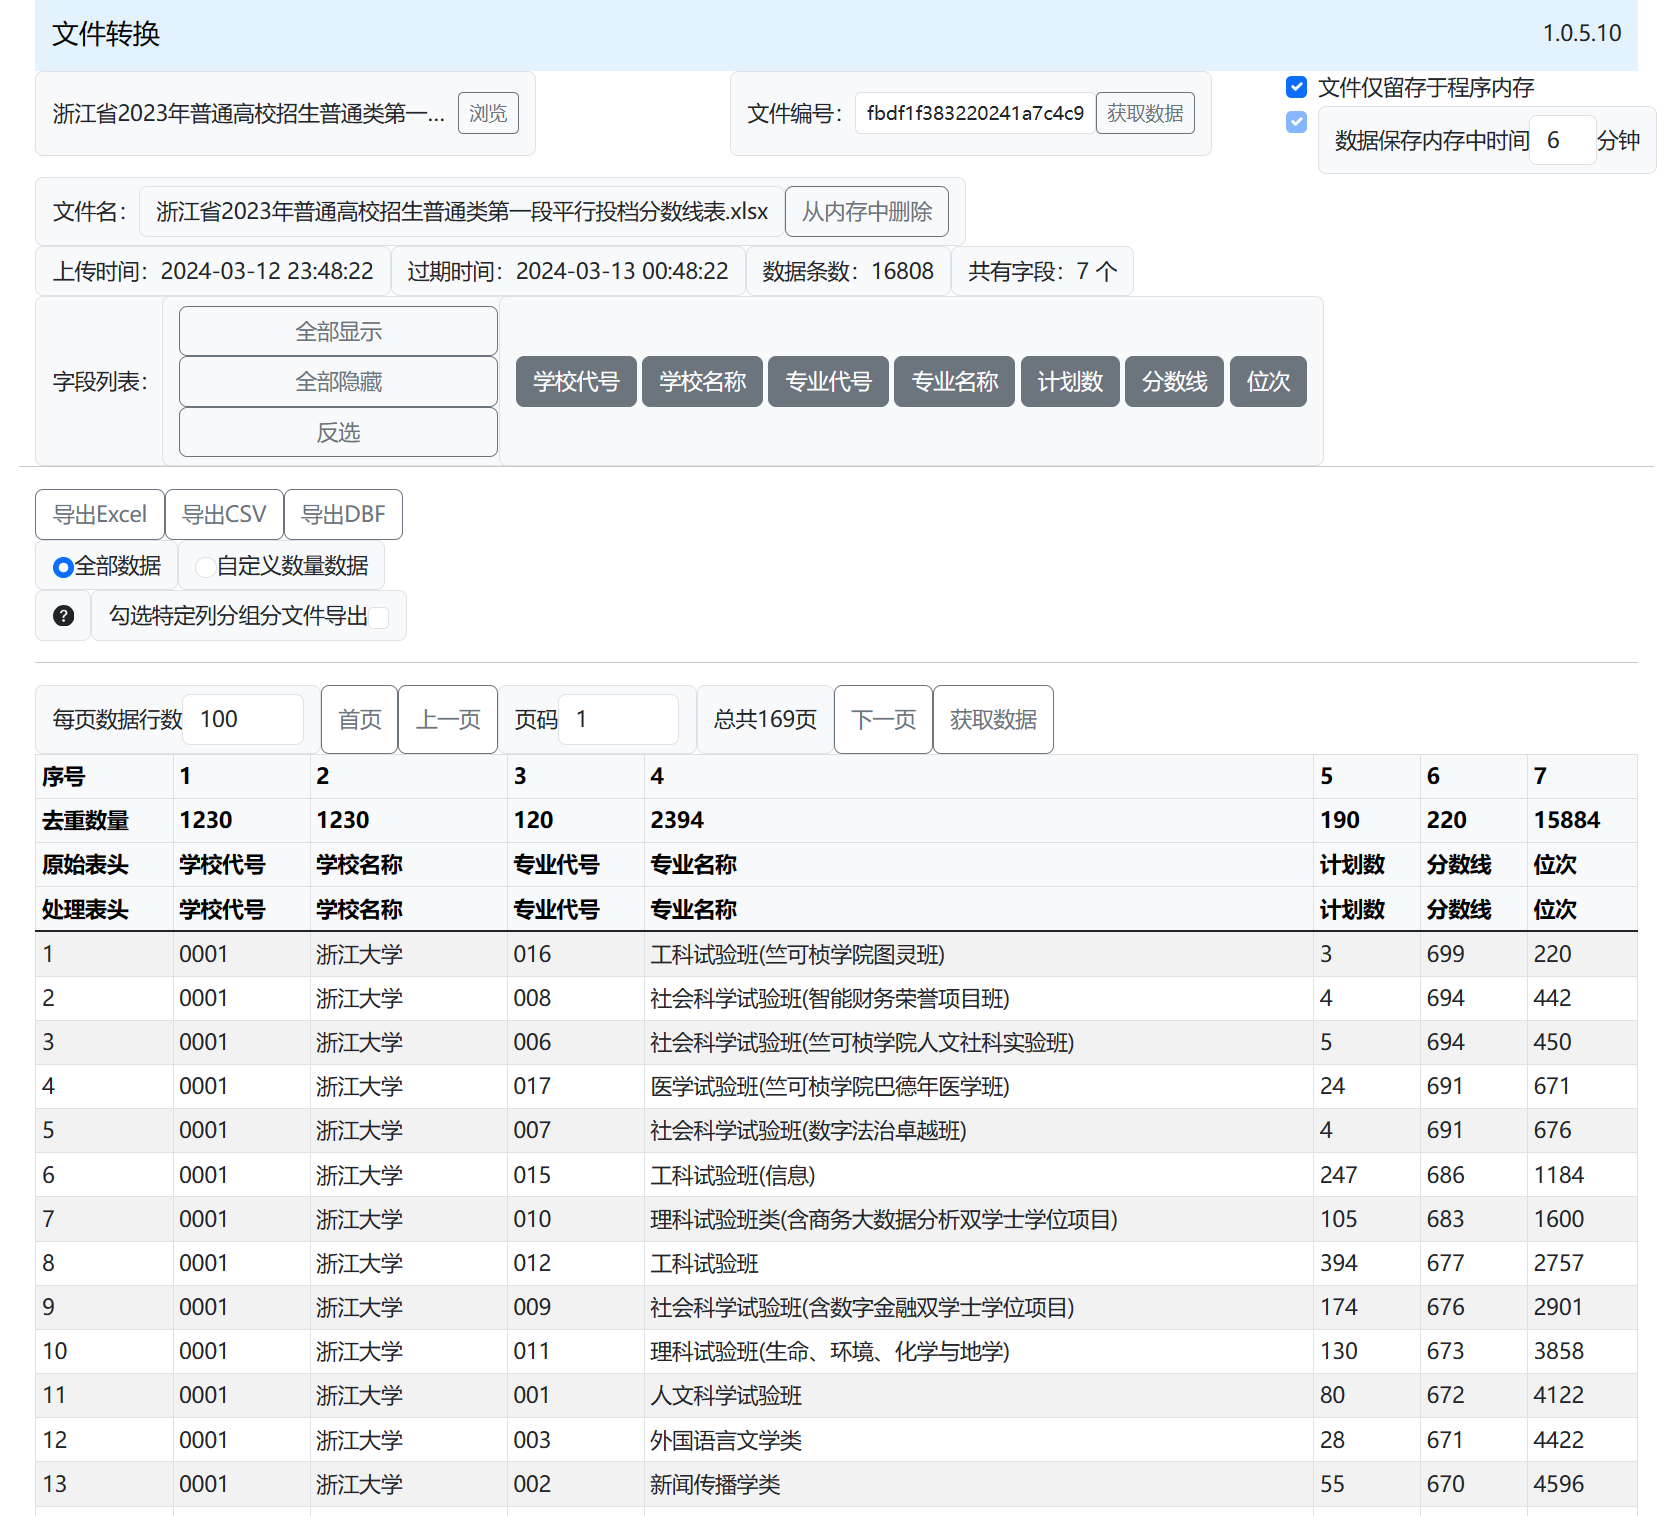 文件转换 1.0.5.10
浙江省2023年普通高校招生普通类第一... 浏览 文件编号： fbdf1f383220241a7c4c9 获取数据 文件仅留存于程序内存
数据保存内存中时间 6 分钟
文件名： 浙江省2023年普通高校招生普通类第一段平行投档分数线表.xlsx 从内存中删除
上传时间：2024-03-12 23:48:22 过期时间：2024-03-13 00:48:22 数据条数：16808 共有字段：7 个
全部显示
字段列表： 全部隐藏 学校代号 学校名称 专业代号 专业名称 计划数 分数线 位次
反选
导出Excel 导出CSV 导出DBF
全部数据 自定义数量数据
? 勾选特定列分组分文件导出
每页数据行数 100 首页 上一页 页码 1 总共169页 下一页 获取数据
序号 1 2 3 4 5 6 7
去重数量 1230 1230 120 2394 190 220 15884
原始表头 学校代号 学校名称 专业代号 专业名称 计划数 分数线 位次
处理表头 学校代号 学校名称 专业代号 专业名称 计划数 分数线 位次
1 0001 浙江大学 016 工科试验班(竺可桢学院图灵班) 3 699 220
2 0001 浙江大学 008 社会科学试验班(智能财务荣誉项目班) 4 694 442
3 0001 浙江大学 006 社会科学试验班(竺可桢学院人文社科实验班) 5 694 450
4 0001 浙江大学 017 医学试验班(竺可桢学院巴德年医学班) 24 691 671
5 0001 浙江大学 007 社会科学试验班(数字法治卓越班) 4 691 676
6 0001 浙江大学 015 工科试验班(信息) 247 686 1184
7 0001 浙江大学 010 理科试验班类(含商务大数据分析双学士学位项目) 105 683 1600
8 0001 浙江大学 012 工科试验班 394 677 2757
9 0001 浙江大学 009 社会科学试验班(含数字金融双学士学位项目) 174 676 2901
10 0001 浙江大学 011 理科试验班(生命、环境、化学与地学) 130 673 3858
11 0001 浙江大学 001 人文科学试验班 80 672 4122
12 0001 浙江大学 003 外国语言文学类 28 671 4422
13 0001 浙江大学 002 新闻传播学类 55 670 4596